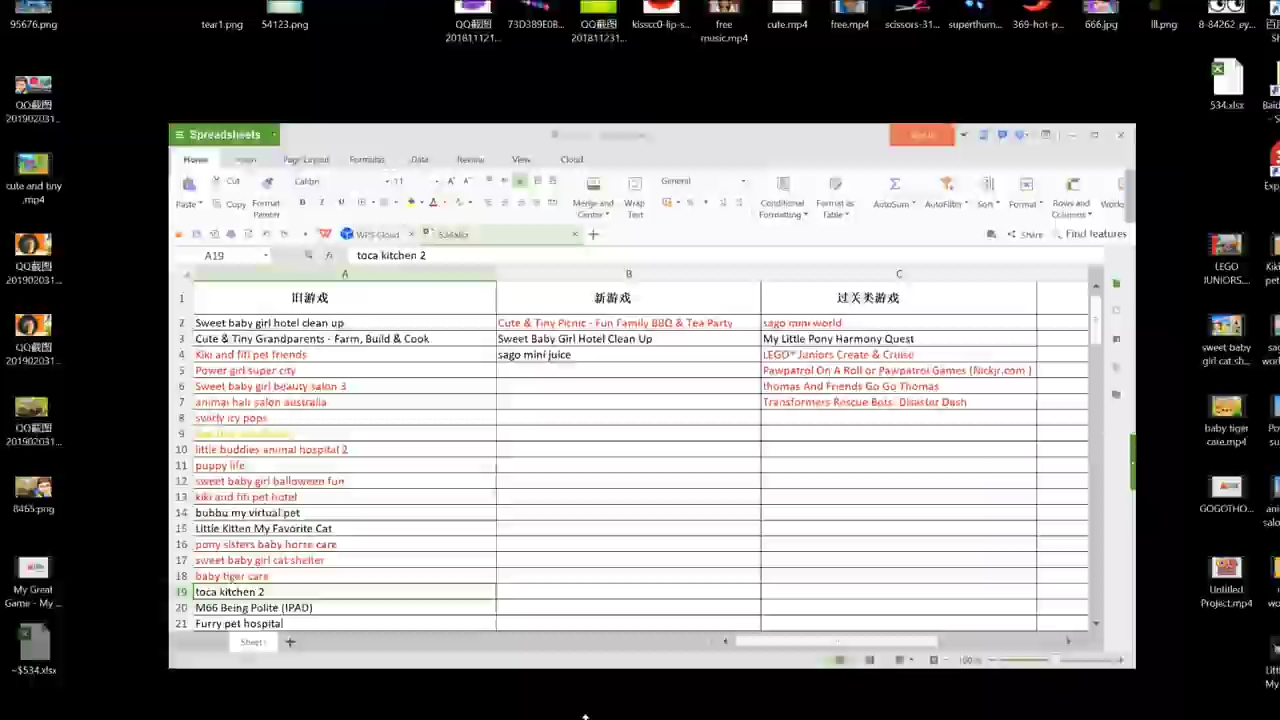 95676.png
tear1.png
54123.png
QQ截图
201811121...
73D389E0B...
QQ截图
201811231...
kisscc0-lip-s...
free
music.mp4
cute.mp4
free.mp4
scissors-31...
superthum...
369-hot-p...
666.jpg
lll.png
8-84262_ey...
QQ截图
201902031...
534.xlsx
Baid
cute and tiny
.mp4
Exp
QQ截图
201902031...
LEGO
JUNIORS....
Kiki
pet
QQ截图
201902031...
sweet baby
girl cat sh...
QQ截图
201902031...
baby tiger
care.mp4
8465.png
GOGOTHO...
My Great
Game - My ...
Untitled
Project.mp4
~$534.xlsx
Spreadsheets
Home
Page Layout
Formulas
Data
Review
View
Cloud
Paste
Cut
Copy
Format
Painter
Calibri
11
Merge and
Center
Wrap
Text
General
Conditional
Formatting
Format as
Table
AutoSum
AutoFilter
Sort
Format
Rows and
Columns
WPS Cloud
534.xlsx
Share
Find features
A19
fx
toca kitchen 2
A B C
1 旧游戏 新游戏 过关类游戏
2 Sweet baby girl hotel clean up Cute & Tiny Picnic - Fun Family BBQ & Tea Party sago mini world
3 Cute & Tiny Grandparents - Farm, Build & Cook Sweet Baby Girl Hotel Clean Up My Little Pony Harmony Quest
4 Kiki and fifi pet friends sago mini juice LEGO® Juniors Create & Cruise
5 Power girl super city Pawpatrol On A Roll or Pawpatrol Games (Nickjr.com )
6 Sweet baby girl beauty salon 3 thomas And Friends Go Go Thomas
7 animal hair salon australia Transformers Rescue Bots: Disaster Dash
8 swirly icy pops
9
10 little buddies animal hospital 2
11 puppy life
12 sweet baby girl halloween fun
13 kiki and fifi pet hotel
14 bubbu my virtual pet
15 Little Kitten My Favorite Cat
16 pony sisters baby horse care
17 sweet baby girl cat shelter
18 baby tiger care
19 toca kitchen 2
20 M66 Being Polite (IPAD)
21 Furry pet hospital
Sheet1
100 %